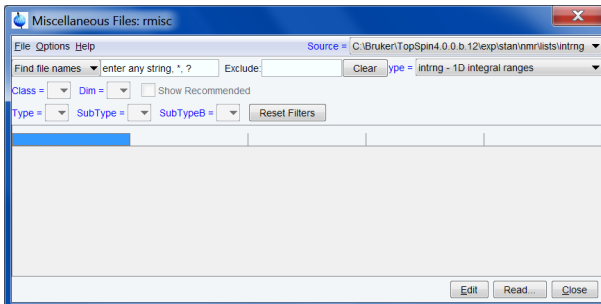 Miscellaneous Files: rmisc
File Options Help Source = C:\Bruker\TopSpin4.0.0.b.12\exp\stan\nmr\lists\intrng
Find file names enter any string, *, ? Exclude: Clear ype = intrng - 1D integral ranges
Class = Dim = Show Recommended
Type = SubType = SubTypeB = Reset Filters
Edit Read... Close